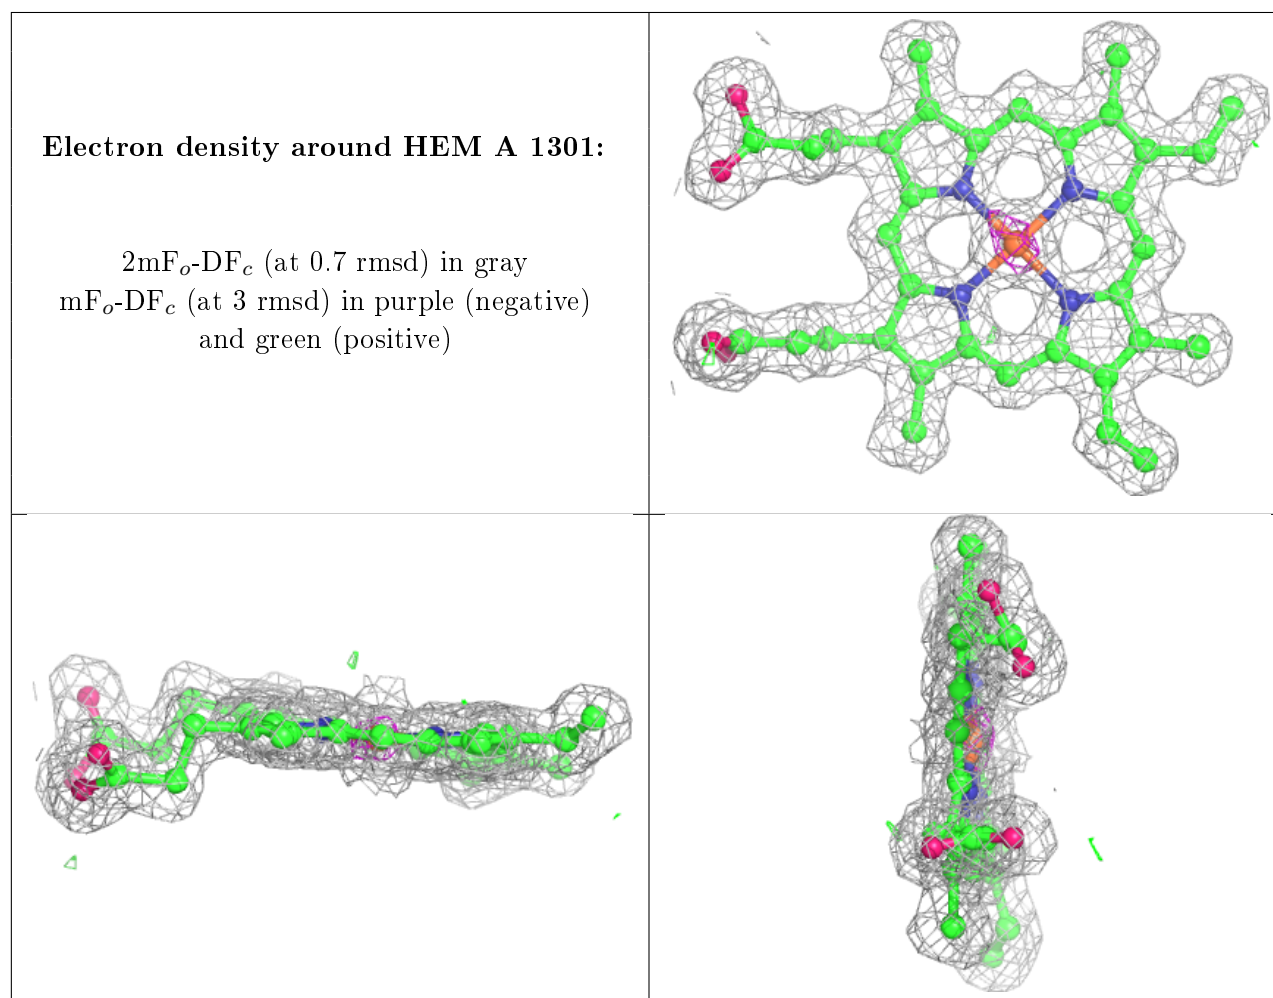 Electron density around HEM A 1301:
2mFₒ-DF𝒸 (at 0.7 rmsd) in gray
mFₒ-DF𝒸 (at 3 rmsd) in purple (negative)
and green (positive)